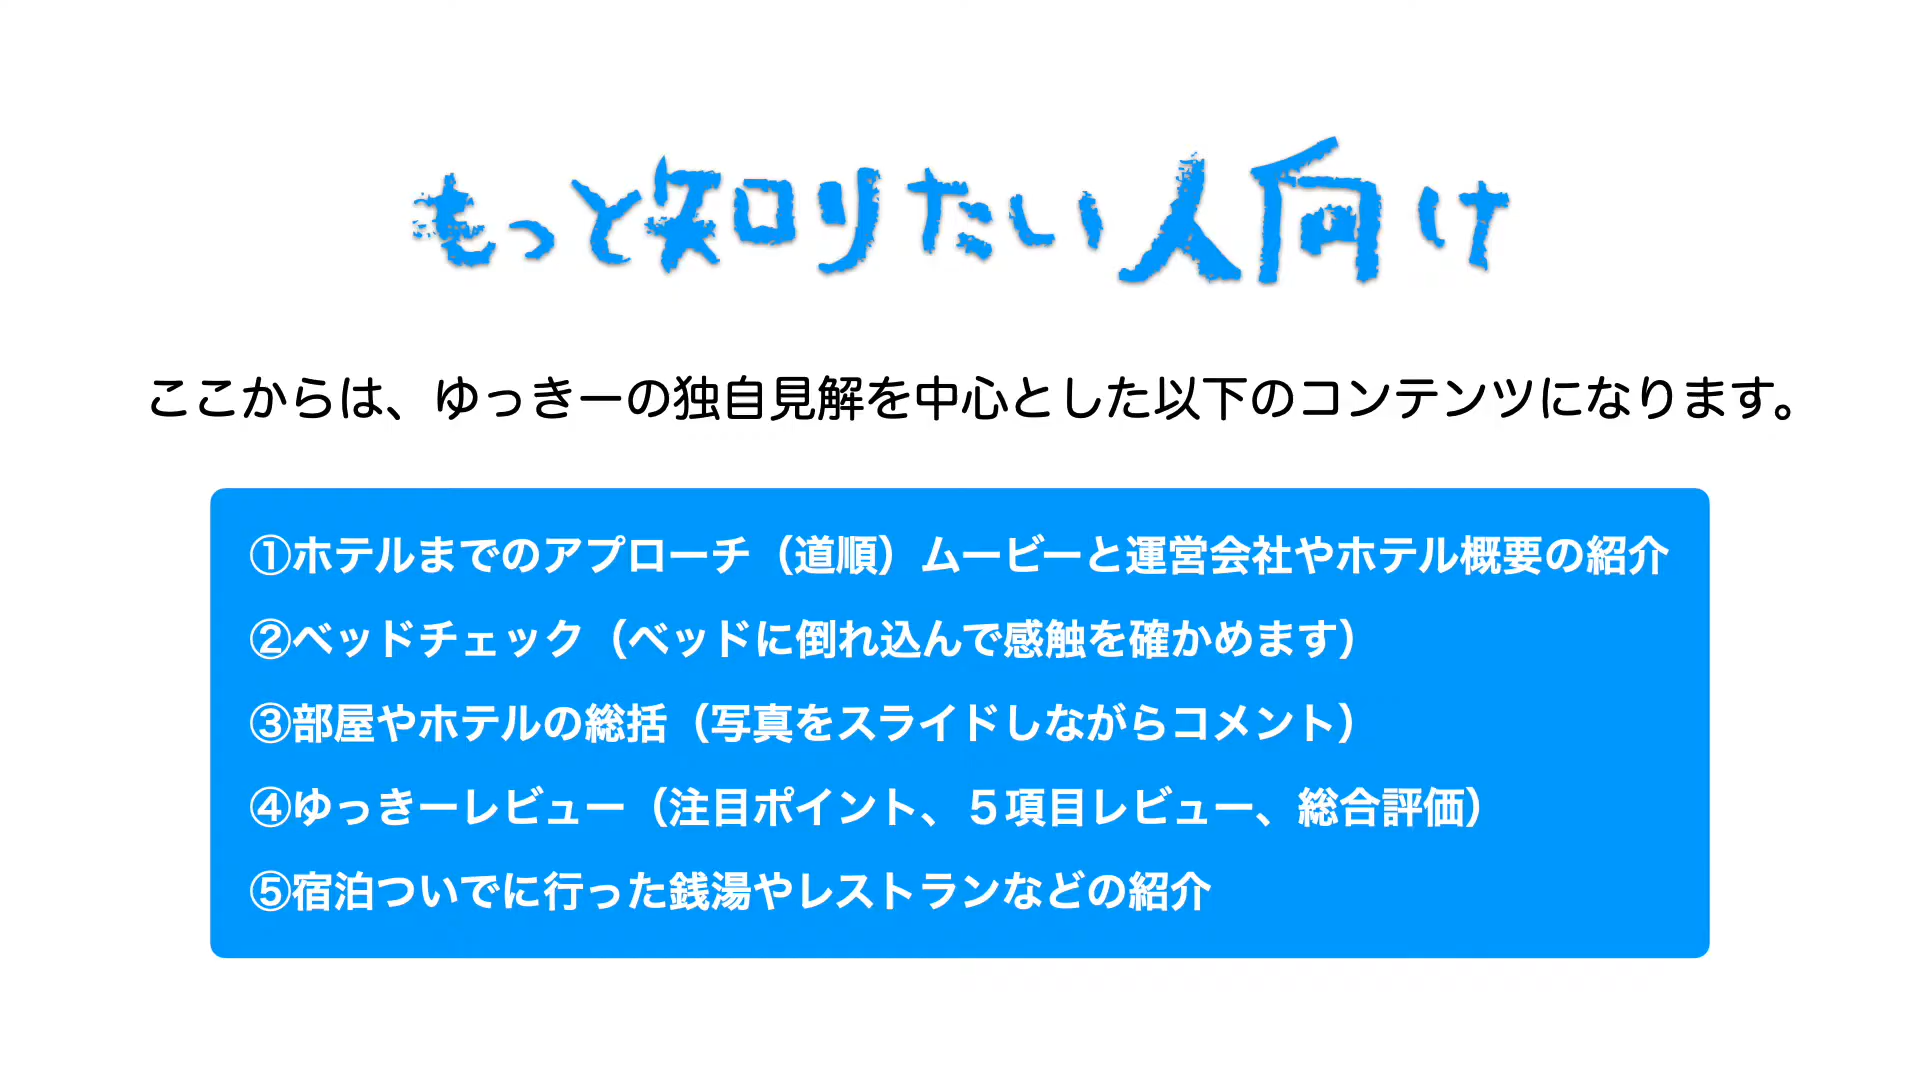 もっと知りたい人向け
ここからは、ゆっきーの独自見解を中心とした以下のコンテンツになります。
①ホテルまでのアプローチ（道順）ムービーと運営会社やホテル概要の紹介
②ベッドチェック（ベッドに倒れ込んで感触を確かめます）
③部屋やホテルの総括（写真をスライドしながらコメント）
④ゆっきーレビュー（注目ポイント、５項目レビュー、総合評価）
⑤宿泊ついでに行った銭湯やレストランなどの紹介